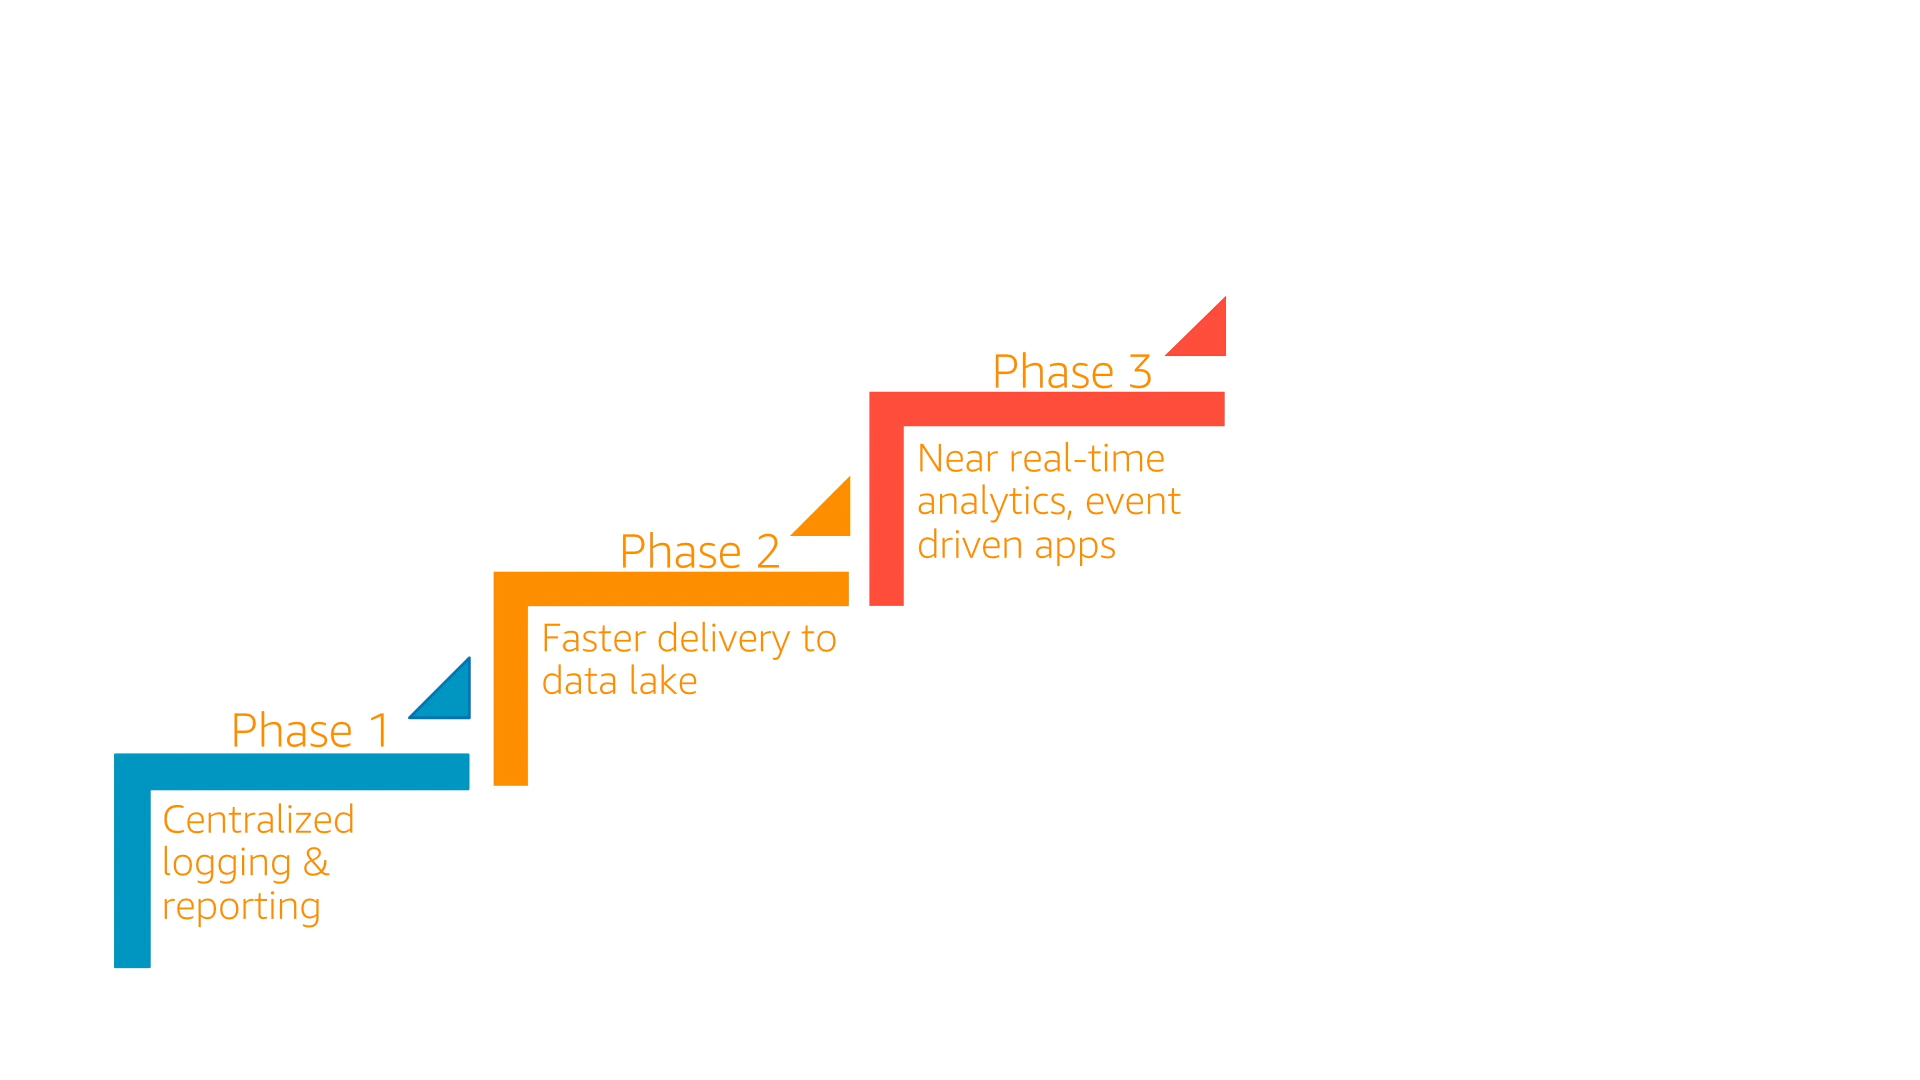 Phase 1
Centralized
logging &
reporting
Phase 2
Faster delivery to
data lake
Phase 3
Near real-time
analytics, event
driven apps